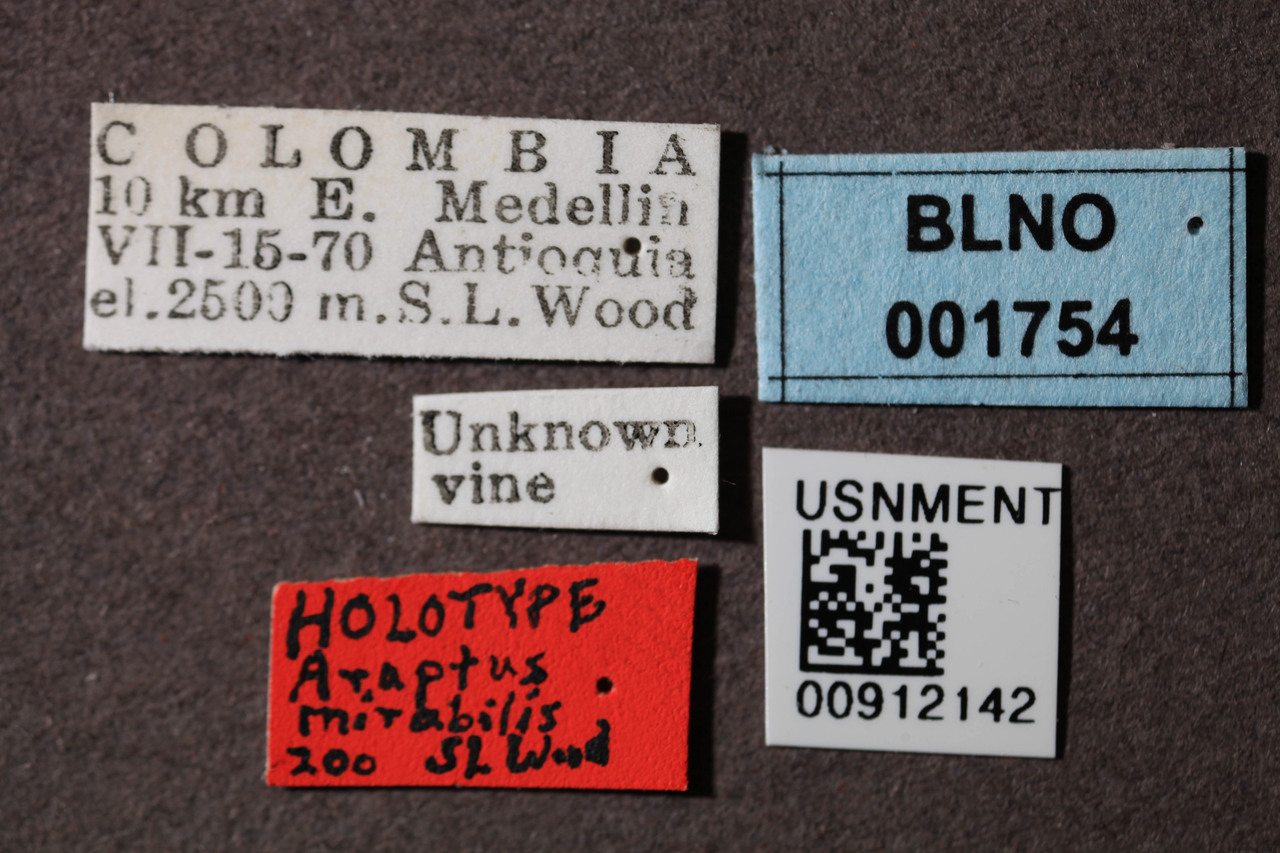 COLOMBIA
10 km E. Medellin
VII-15-70 Antioquia
el. 2500 m. S.L. Wood
BLNO
001754
Unknown
vine
USNMENT
00912142
HOLOTYPE
Araptus
mirabilis
200 SL Wood